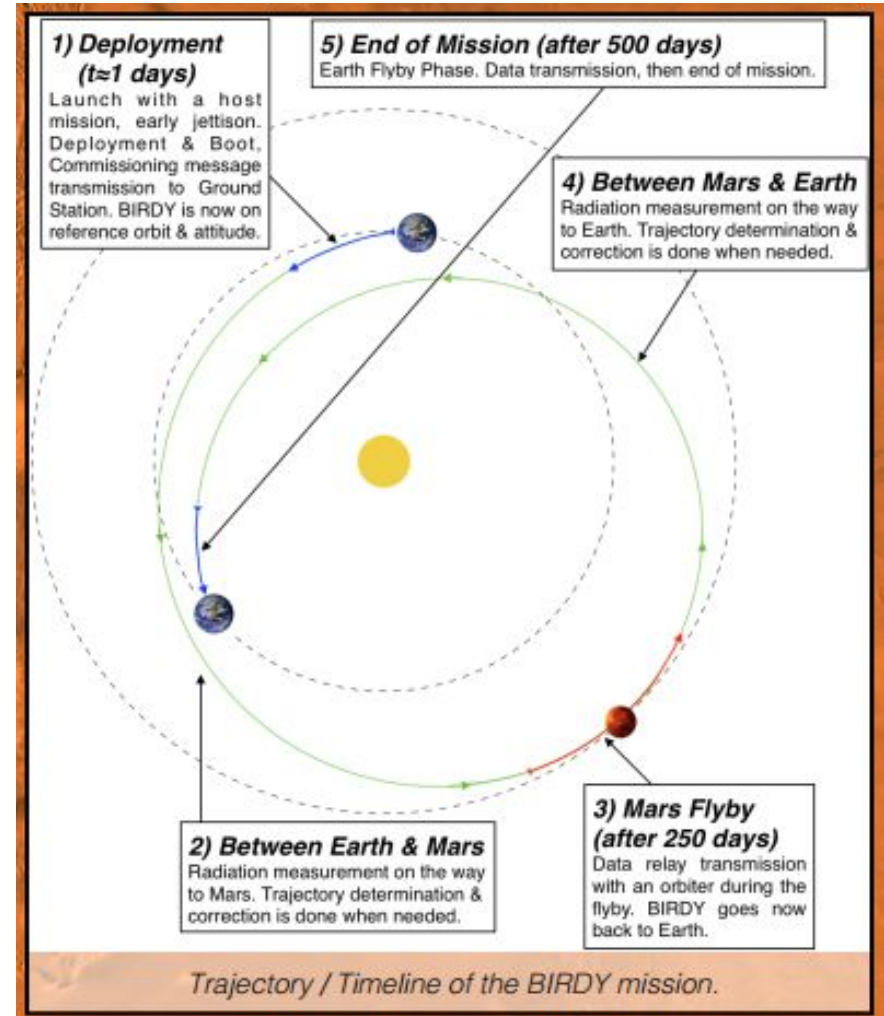 1) Deployment
(t≈1 days)
Launch with a host
mission, early jettison.
Deployment & Boot,
Commissioning message
transmission to Ground
Station. BIRDY is now on
reference orbit & attitude.
5) End of Mission (after 500 days)
Earth Flyby Phase. Data transmission, then end of mission.
4) Between Mars & Earth
Radiation measurement on the way
to Earth. Trajectory determination &
correction is done when needed.
2) Between Earth & Mars
Radiation measurement on the way
to Mars. Trajectory determination &
correction is done when needed.
3) Mars Flyby
(after 250 days)
Data relay transmission
with an orbiter during the
flyby. BIRDY goes now
back to Earth.
Trajectory / Timeline of the BIRDY mission.